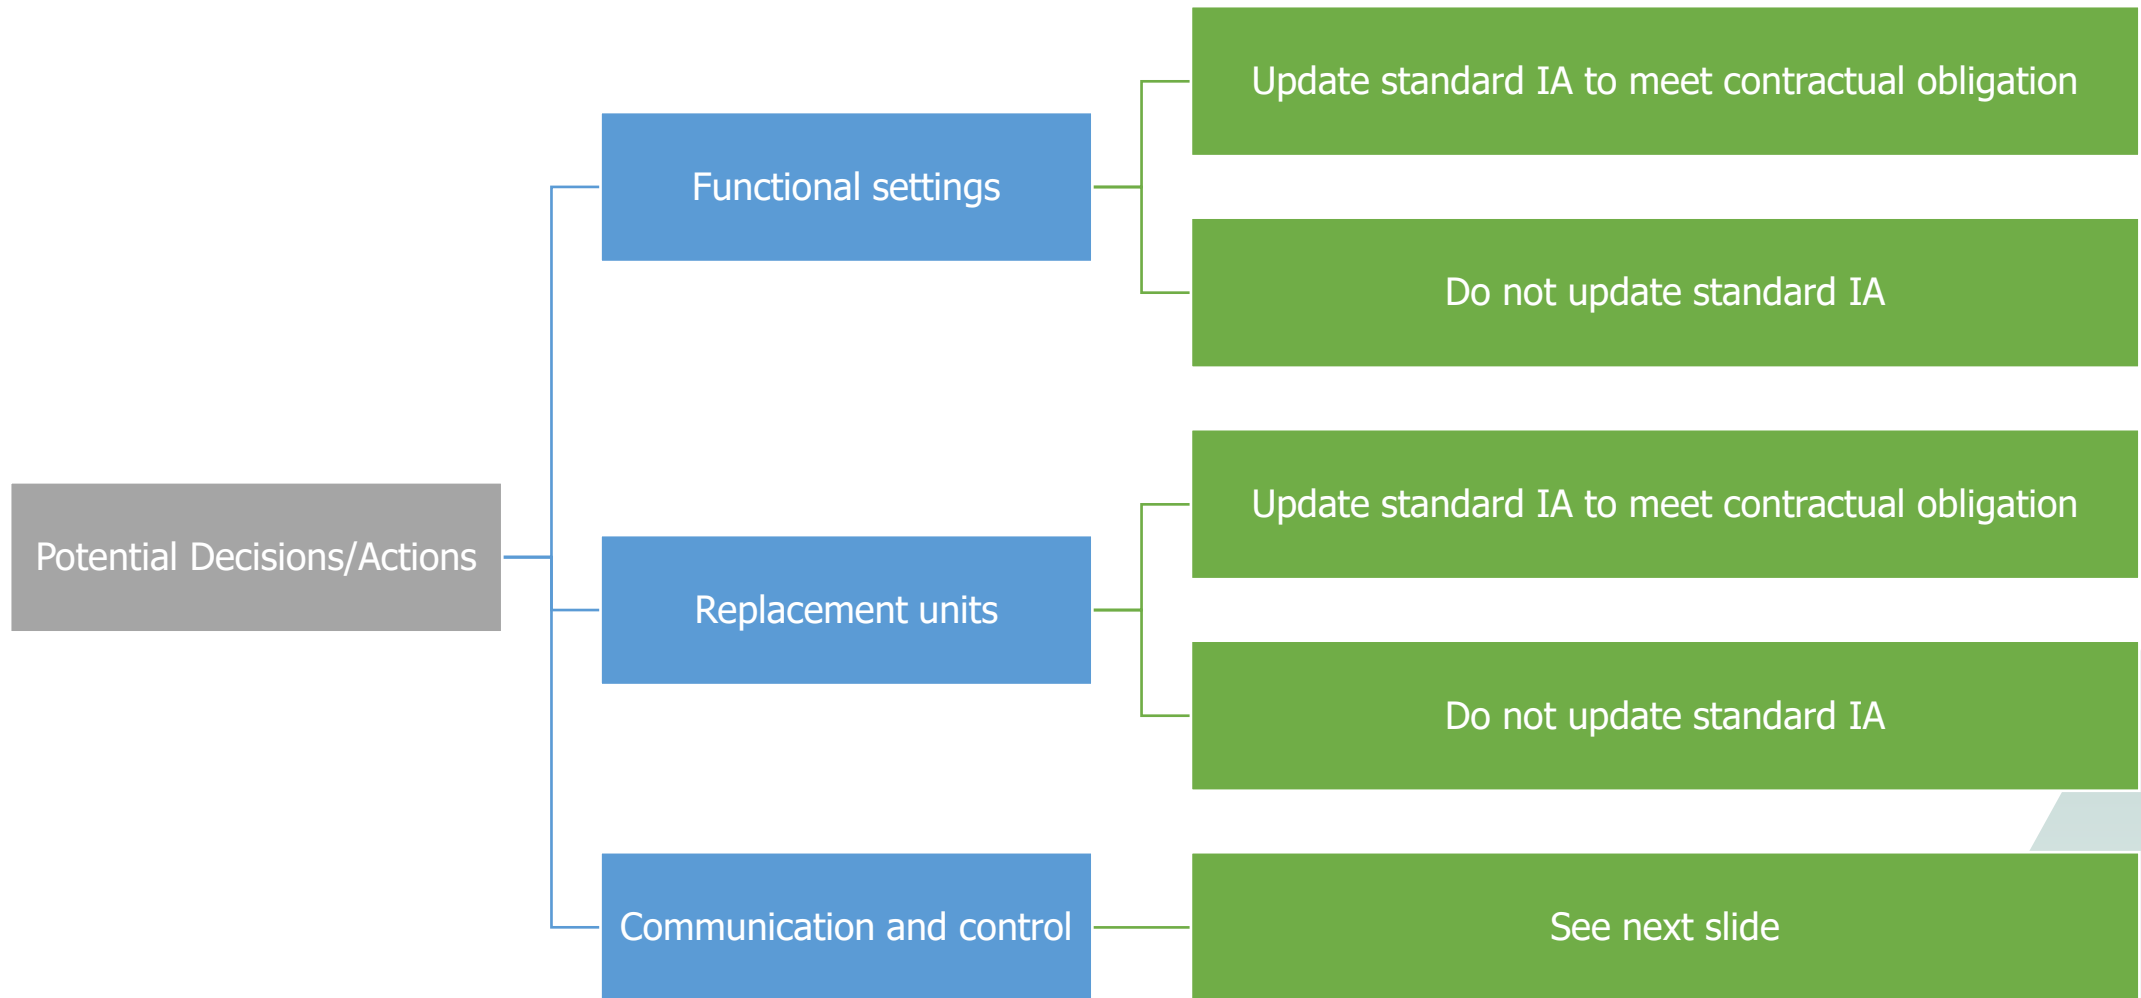 Potential Decisions/Actions
Functional settings
Update standard IA to meet contractual obligation
Do not update standard IA
Replacement units
Update standard IA to meet contractual obligation
Do not update standard IA
Communication and control
See next slide